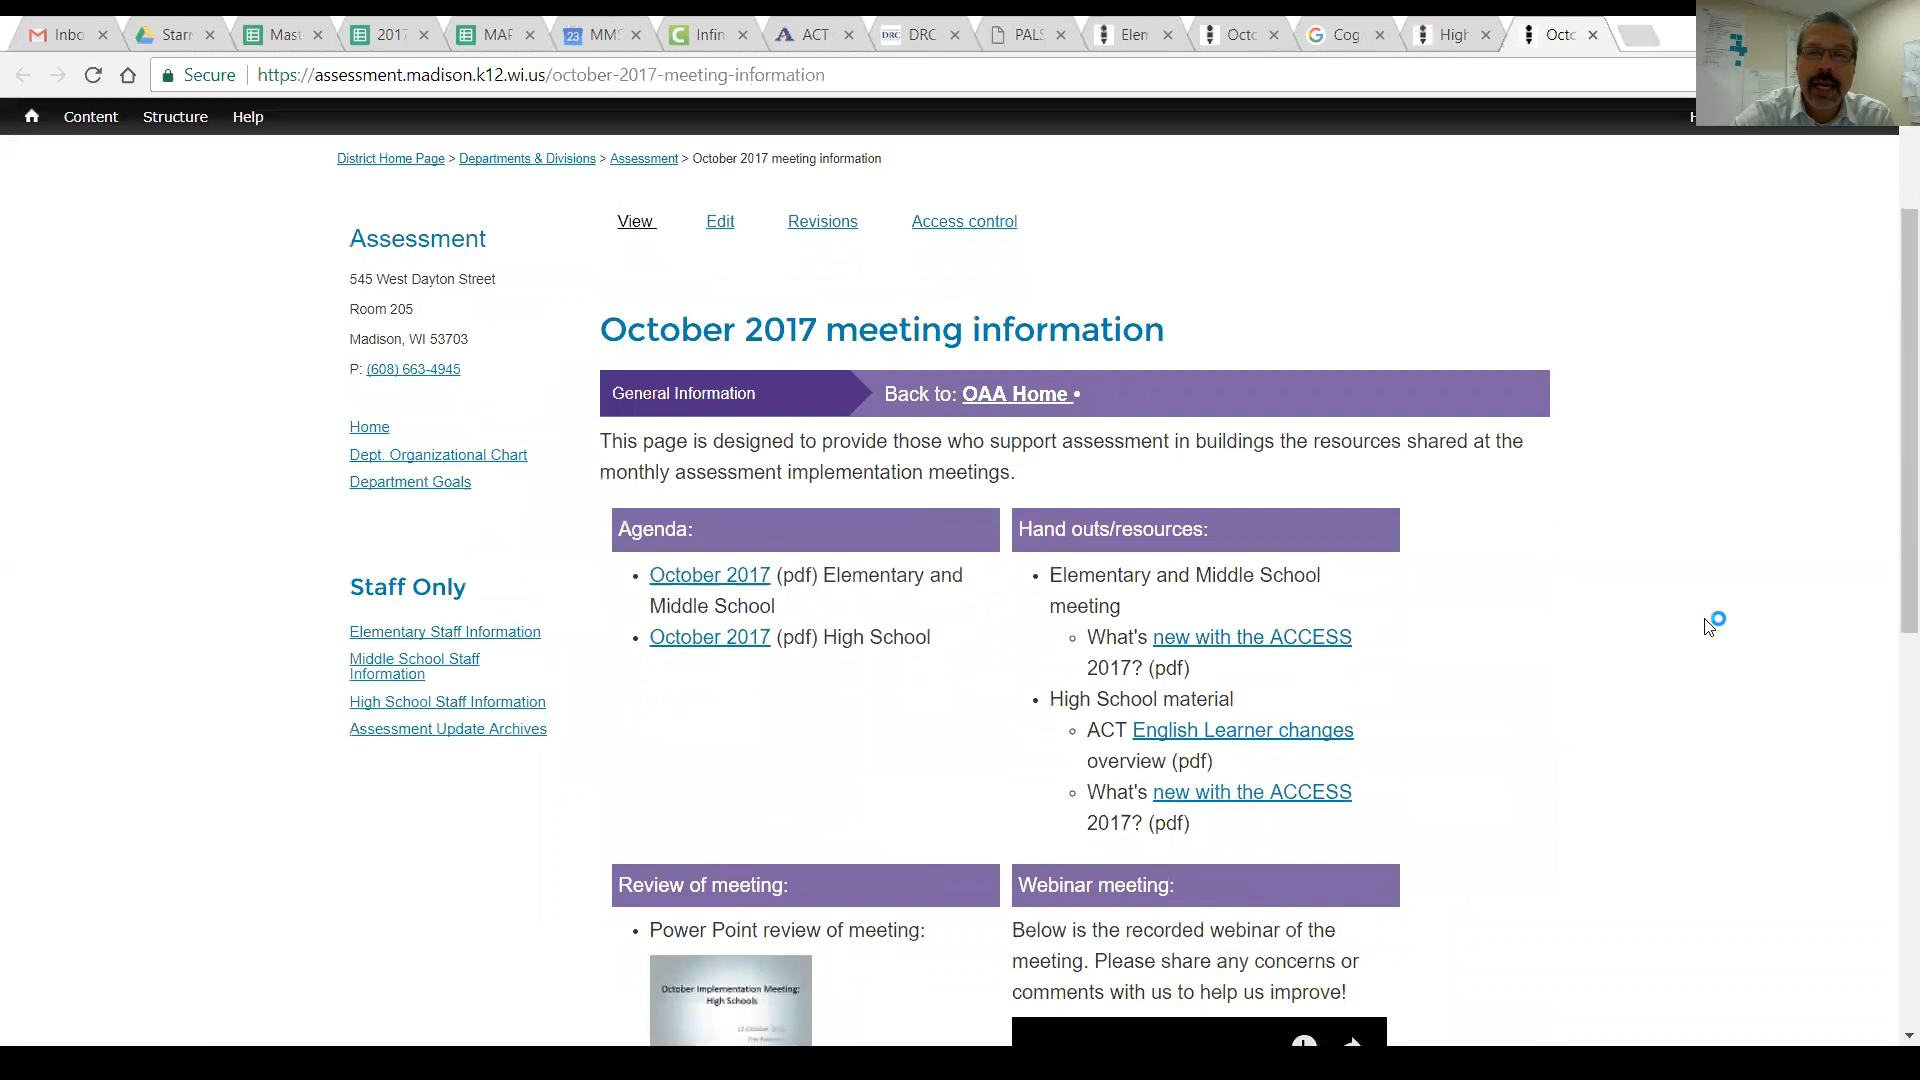 Inbo Starr Mast 2017 MAP 23 MMS Infin ACT DRC DRC PALS Elem Octo Cog High Octo
Secure https://assessment.madison.k12.wi.us/october-2017-meeting-information
Content Structure Help H
District Home Page > Departments & Divisions > Assessment > October 2017 meeting information
View Edit Revisions Access control
Assessment
545 West Dayton Street
Room 205
Madison, WI 53703
P: (608) 663-4945
Home
Dept. Organizational Chart
Department Goals
Staff Only
Elementary Staff Information
Middle School Staff
Information
High School Staff Information
Assessment Update Archives
October 2017 meeting information
General Information Back to: OAA Home •
This page is designed to provide those who support assessment in buildings the resources shared at the
monthly assessment implementation meetings.
Agenda:
• October 2017 (pdf) Elementary and
Middle School
• October 2017 (pdf) High School
Hand outs/resources:
• Elementary and Middle School
meeting
◦ What's new with the ACCESS
2017? (pdf)
• High School material
◦ ACT English Learner changes
overview (pdf)
◦ What's new with the ACCESS
2017? (pdf)
Review of meeting:
• Power Point review of meeting:
October Implementation Meeting:
High Schools
Webinar meeting:
Below is the recorded webinar of the
meeting. Please share any concerns or
comments with us to help us improve!